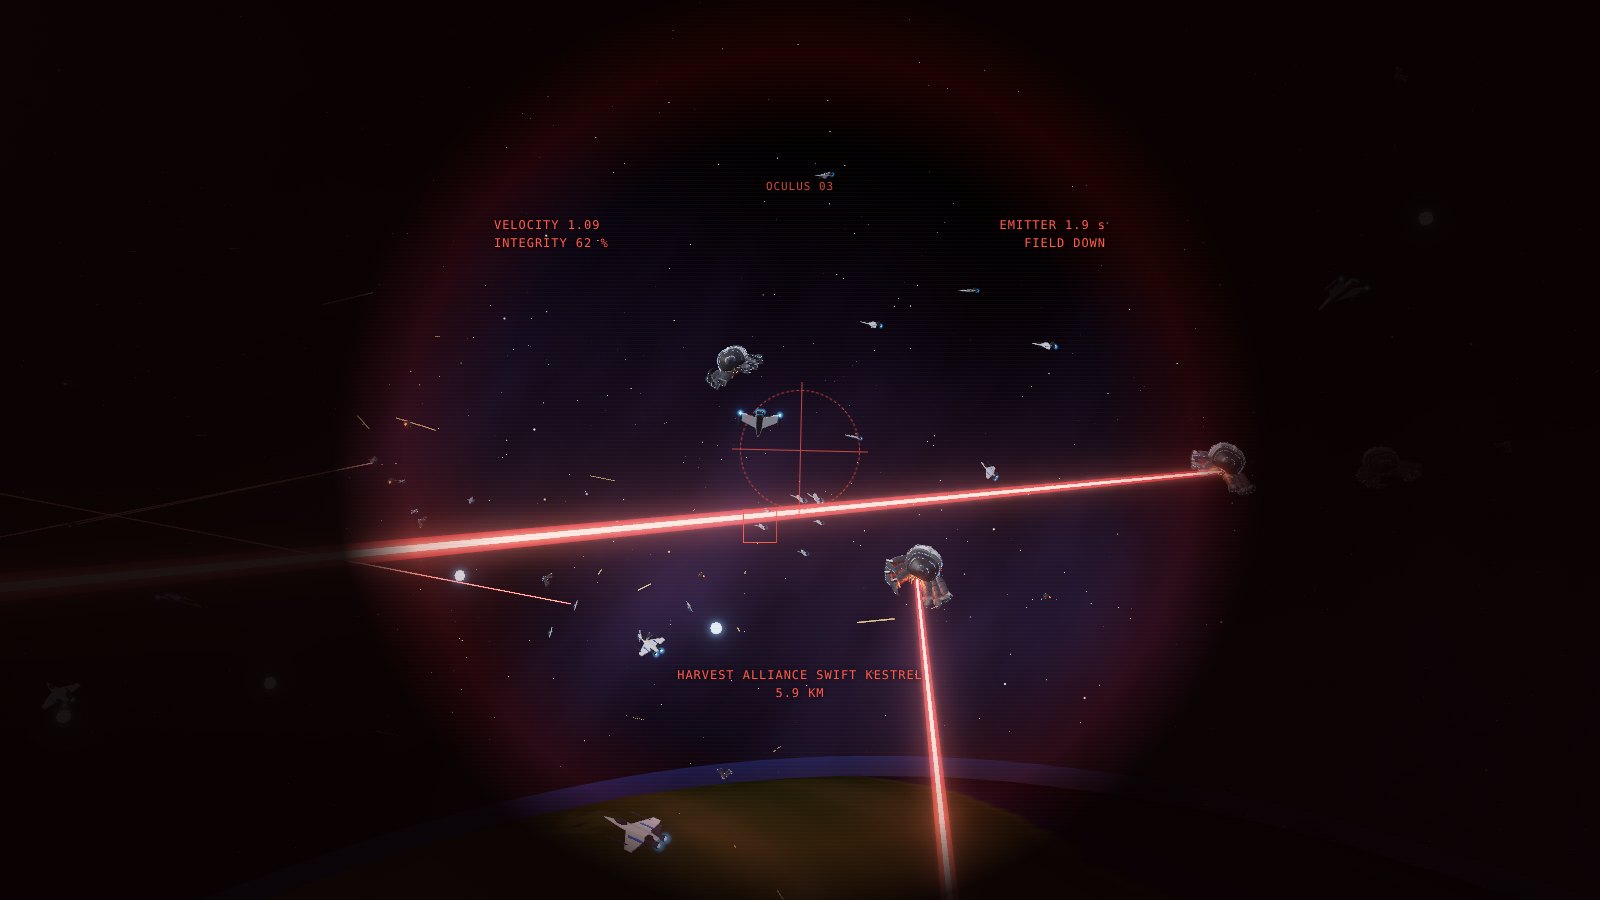 OCULUS 03
VELOCITY 1.09
INTEGRITY 62 %
EMITTER 1.9 s
FIELD DOWN
HARVEST ALLIANCE SWIFT KESTREL
5.9 KM